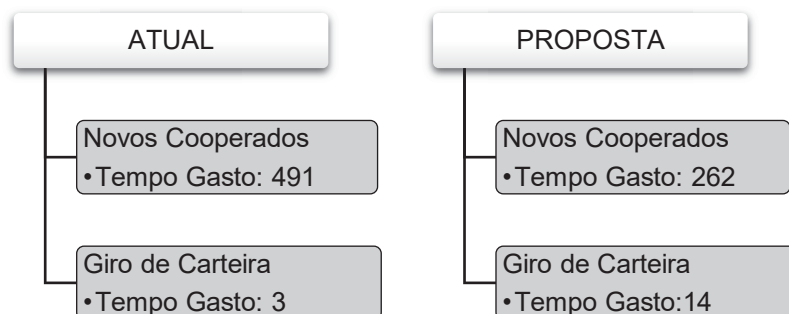 ATUAL
Novos Cooperados
•Tempo Gasto: 491
Giro de Carteira
•Tempo Gasto: 3
PROPOSTA
Novos Cooperados
•Tempo Gasto: 262
Giro de Carteira
•Tempo Gasto:14